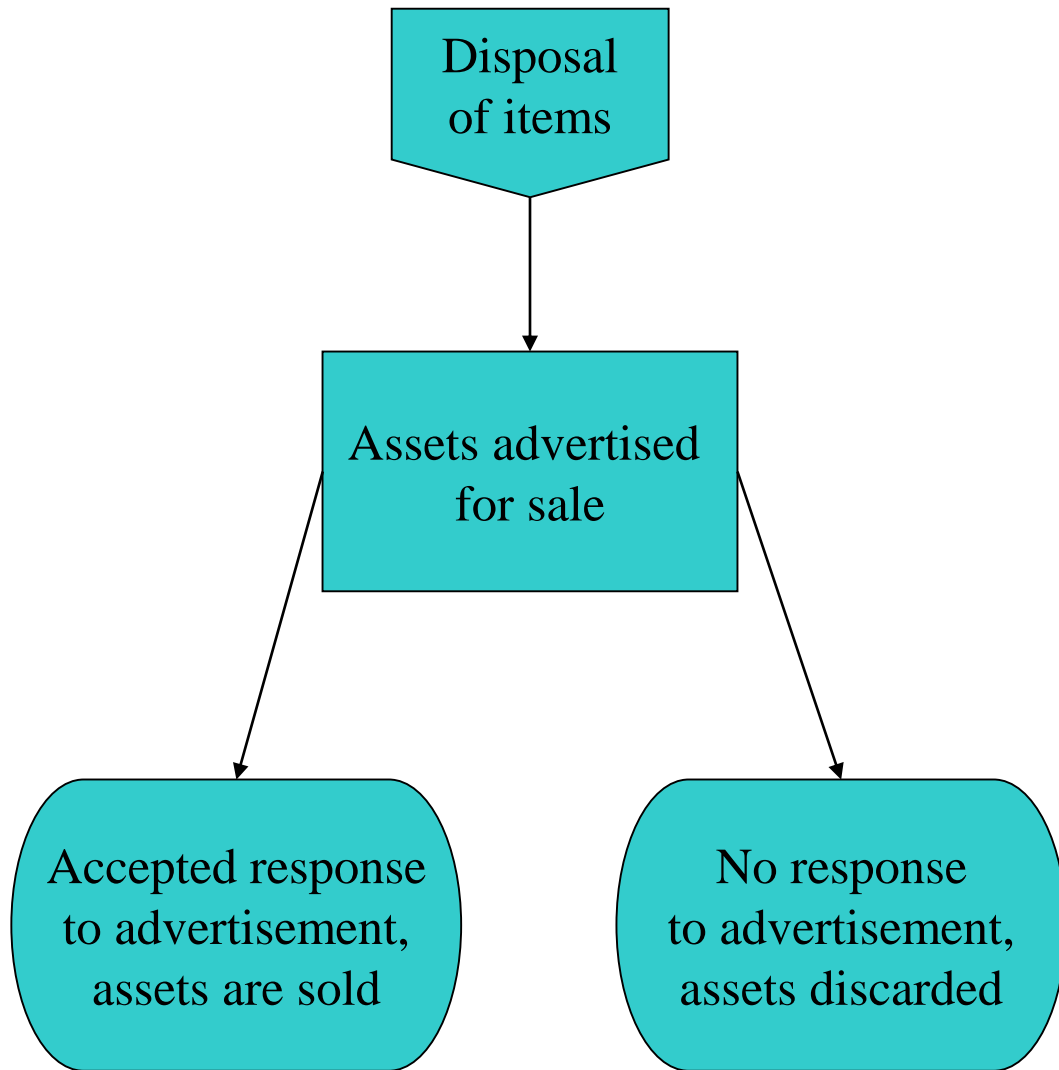 Disposal
of items
Assets advertised
for sale
Accepted response
to advertisement,
assets are sold
No response
to advertisement,
assets discarded